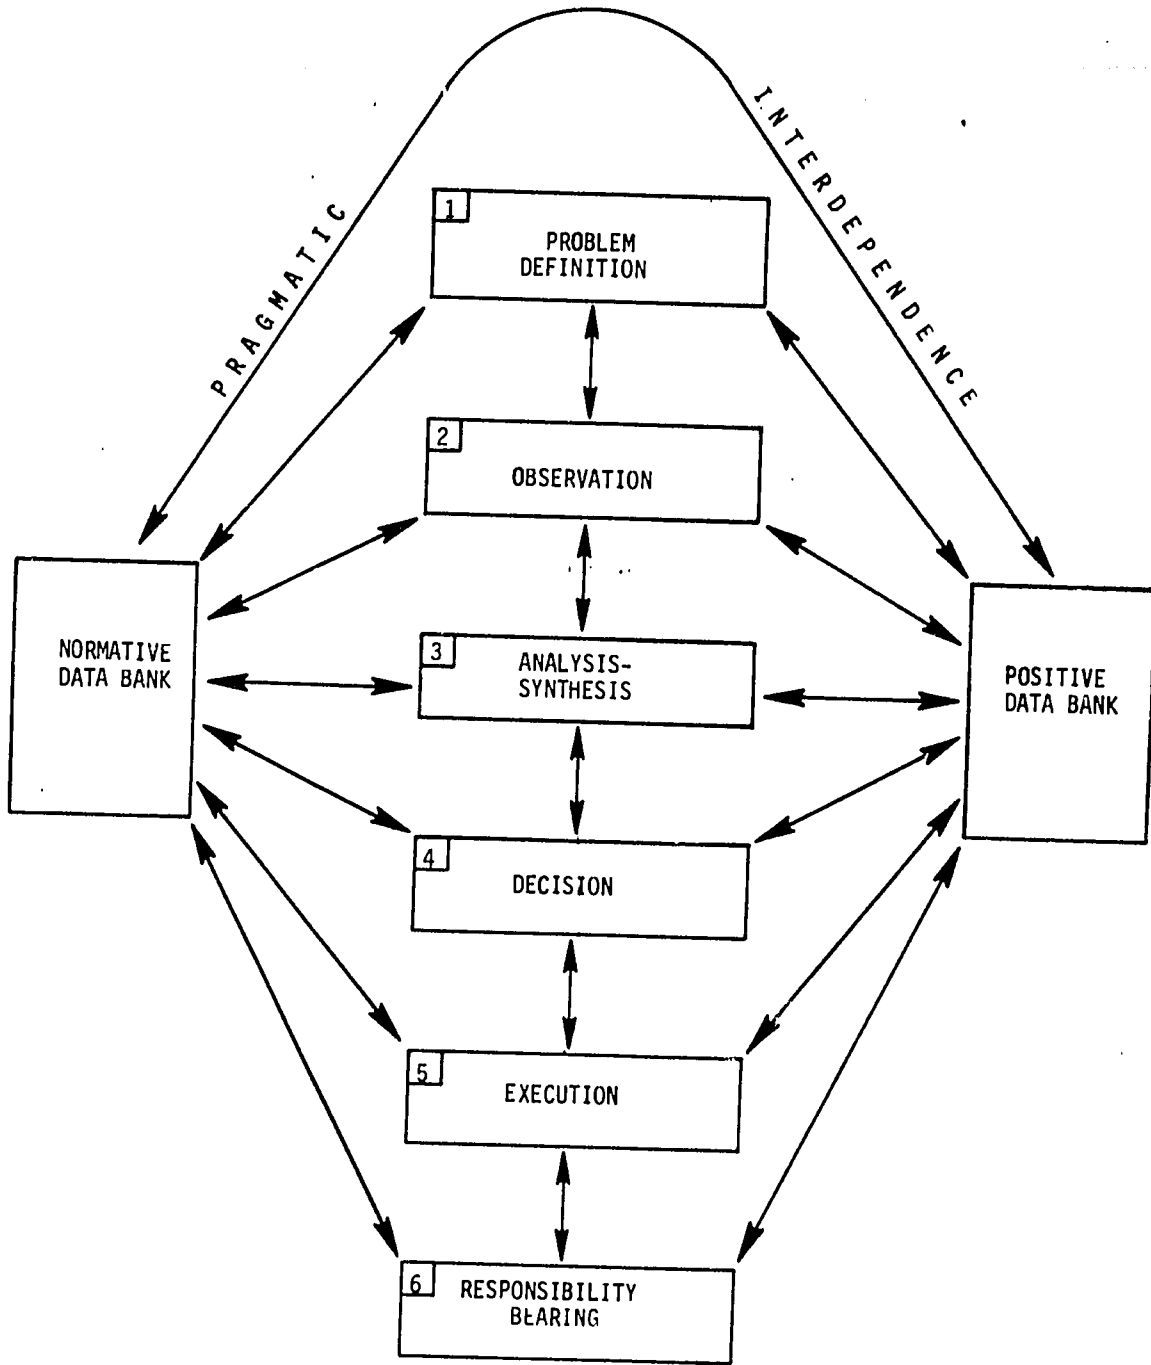 PRAGMATIC
INTERDEPENDENCE
1
PROBLEM
DEFINITION
2
OBSERVATION
NORMATIVE
DATA BANK
3
ANALYSIS-
SYNTHESIS
POSITIVE
DATA BANK
4
DECISION
5
EXECUTION
6
RESPONSIBILITY
BEARING